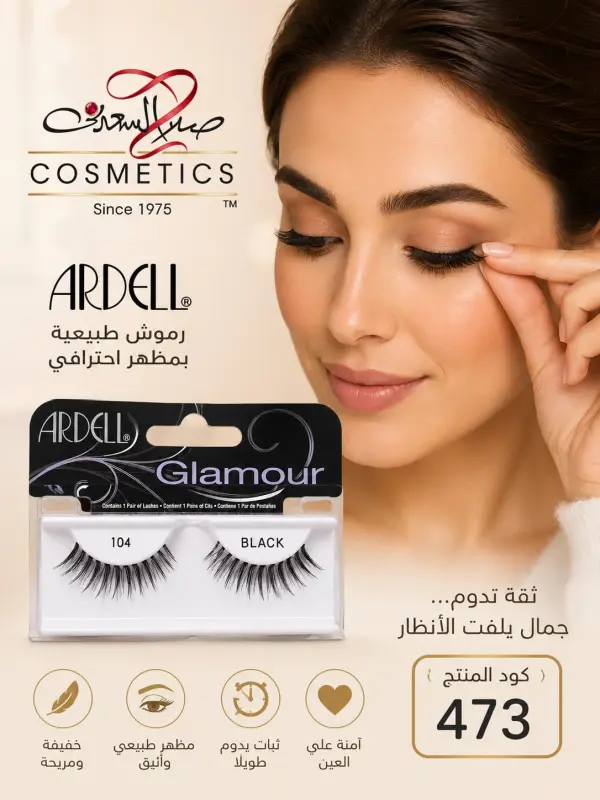 صلاح السعدني
COSMETICS
Since 1975
TM
ARDELL®
رموش طبيعية
بمظهر احترافي
ARDELL®
Glamour
Contains 1 Pair of Lashes • Contient 1 Paire de Cils • Contiene 1 Par de Pestañas
104
BLACK
ثقة تدوم...
جمال يلفت الأنظار
كود المنتج
473
خفيفة
ومريحة
مظهر طبيعي
وأنيق
ثبات يدوم
طويلا
آمنة علي
العين